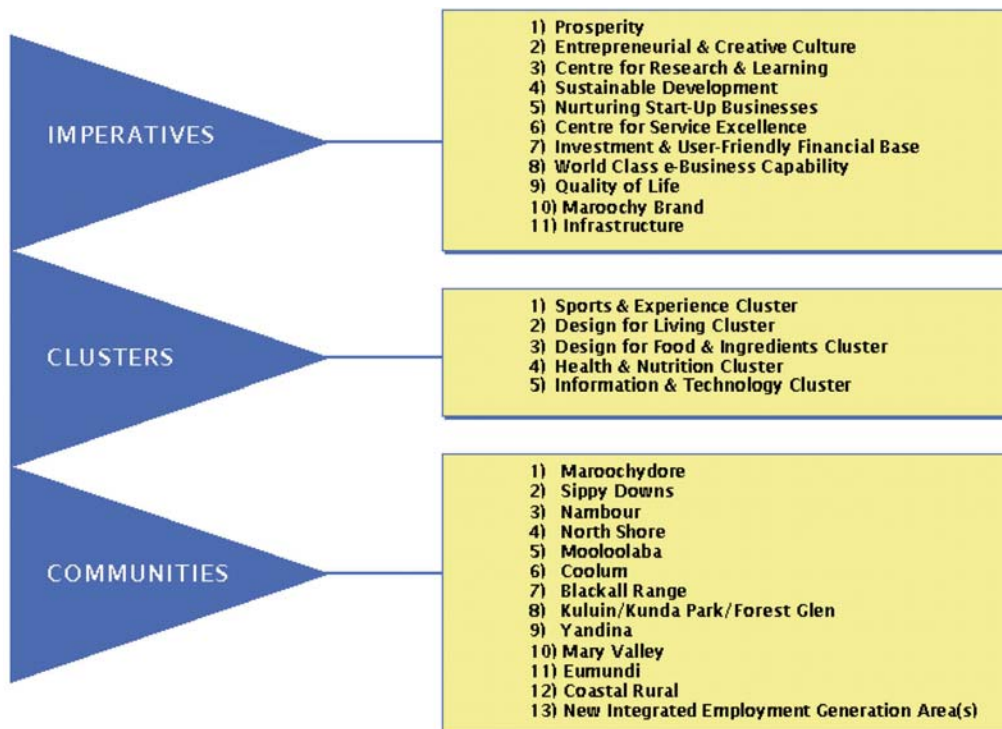 IMPERATIVES
1) Prosperity
2) Entrepreneurial & Creative Culture
3) Centre for Research & Learning
4) Sustainable Development
5) Nurturing Start-Up Businesses
6) Centre for Service Excellence
7) Investment & User-Friendly Financial Base
8) World Class e-Business Capability
9) Quality of Life
10) Maroochy Brand
11) Infrastructure
CLUSTERS
1) Sports & Experience Cluster
2) Design for Living Cluster
3) Design for Food & Ingredients Cluster
4) Health & Nutrition Cluster
5) Information & Technology Cluster
COMMUNITIES
1) Maroochydore
2) Sippy Downs
3) Nambour
4) North Shore
5) Mooloolaba
6) Coolum
7) Blackall Range
8) Kuluin/Kunda Park/Forest Glen
9) Yandina
10) Mary Valley
11) Eumundi
12) Coastal Rural
13) New Integrated Employment Generation Area(s)